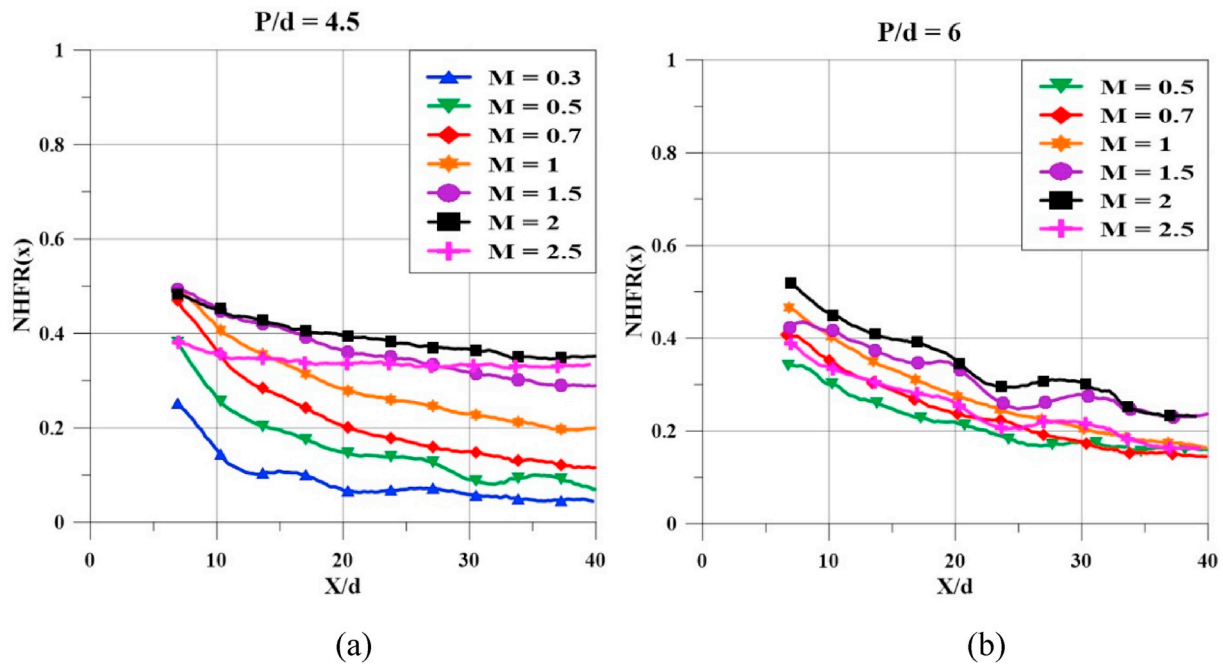 P/d = 4.5
1
0.8
0.6
0.4
0.2
0
NHFR(x)
M = 0.3
M = 0.5
M = 0.7
M = 1
M = 1.5
M = 2
M = 2.5
0
10
20
30
40
X/d
(a)
P/d = 6
1
0.8
0.6
0.4
0.2
0
NHFR(x)
M = 0.5
M = 0.7
M = 1
M = 1.5
M = 2
M = 2.5
0
10
20
30
40
X/d
(b)